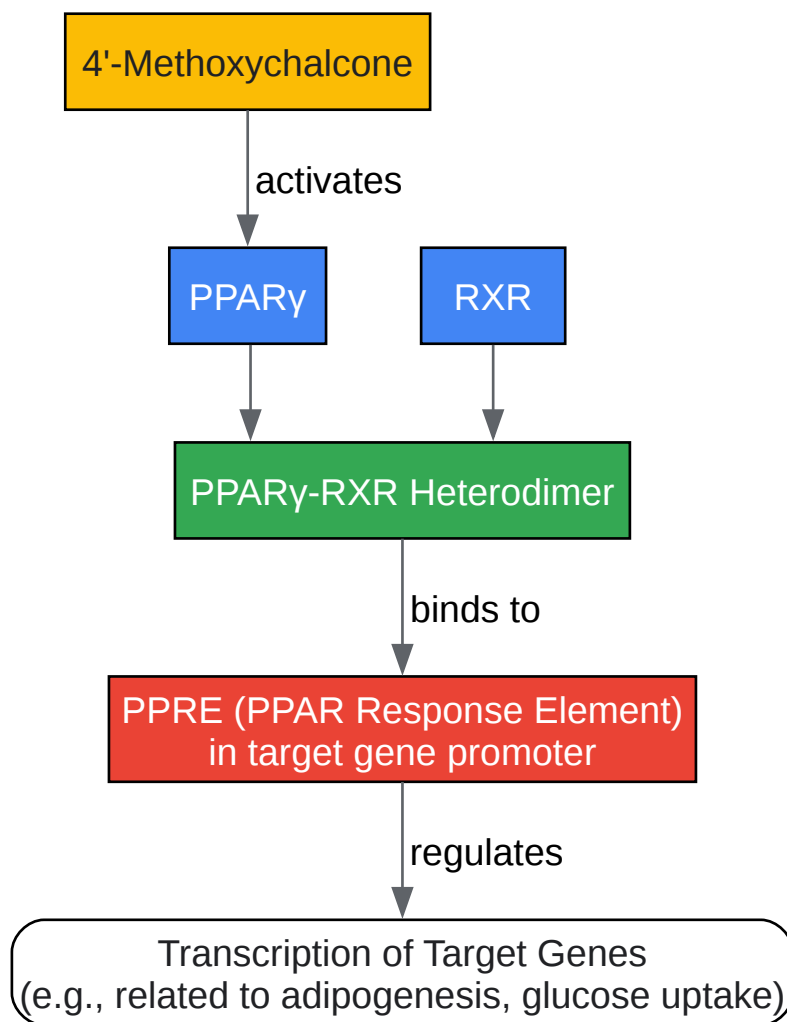 4'-Methoxychalcone
activates
PPARγ
RXR
PPARγ-RXR Heterodimer
binds to
PPRE (PPAR Response Element)
in target gene promoter
regulates
Transcription of Target Genes
(e.g., related to adipogenesis, glucose uptake)